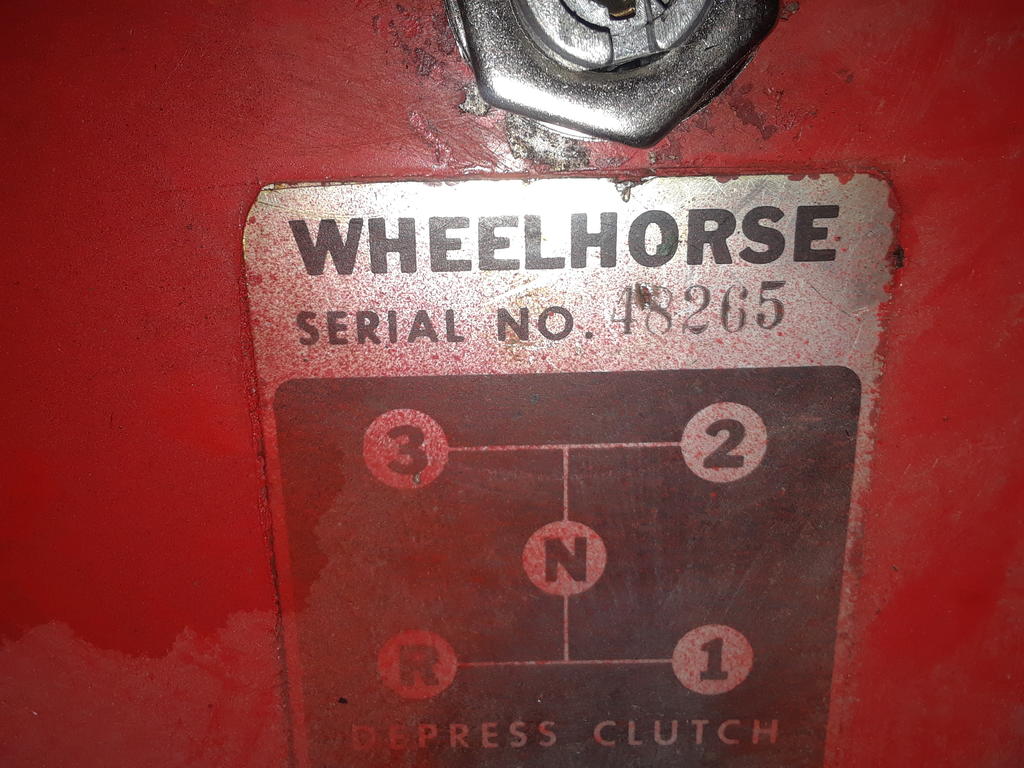 WHEELHORSE
SERIAL NO. 48265
3 2
N
R 1
DEPRESS CLUTCH